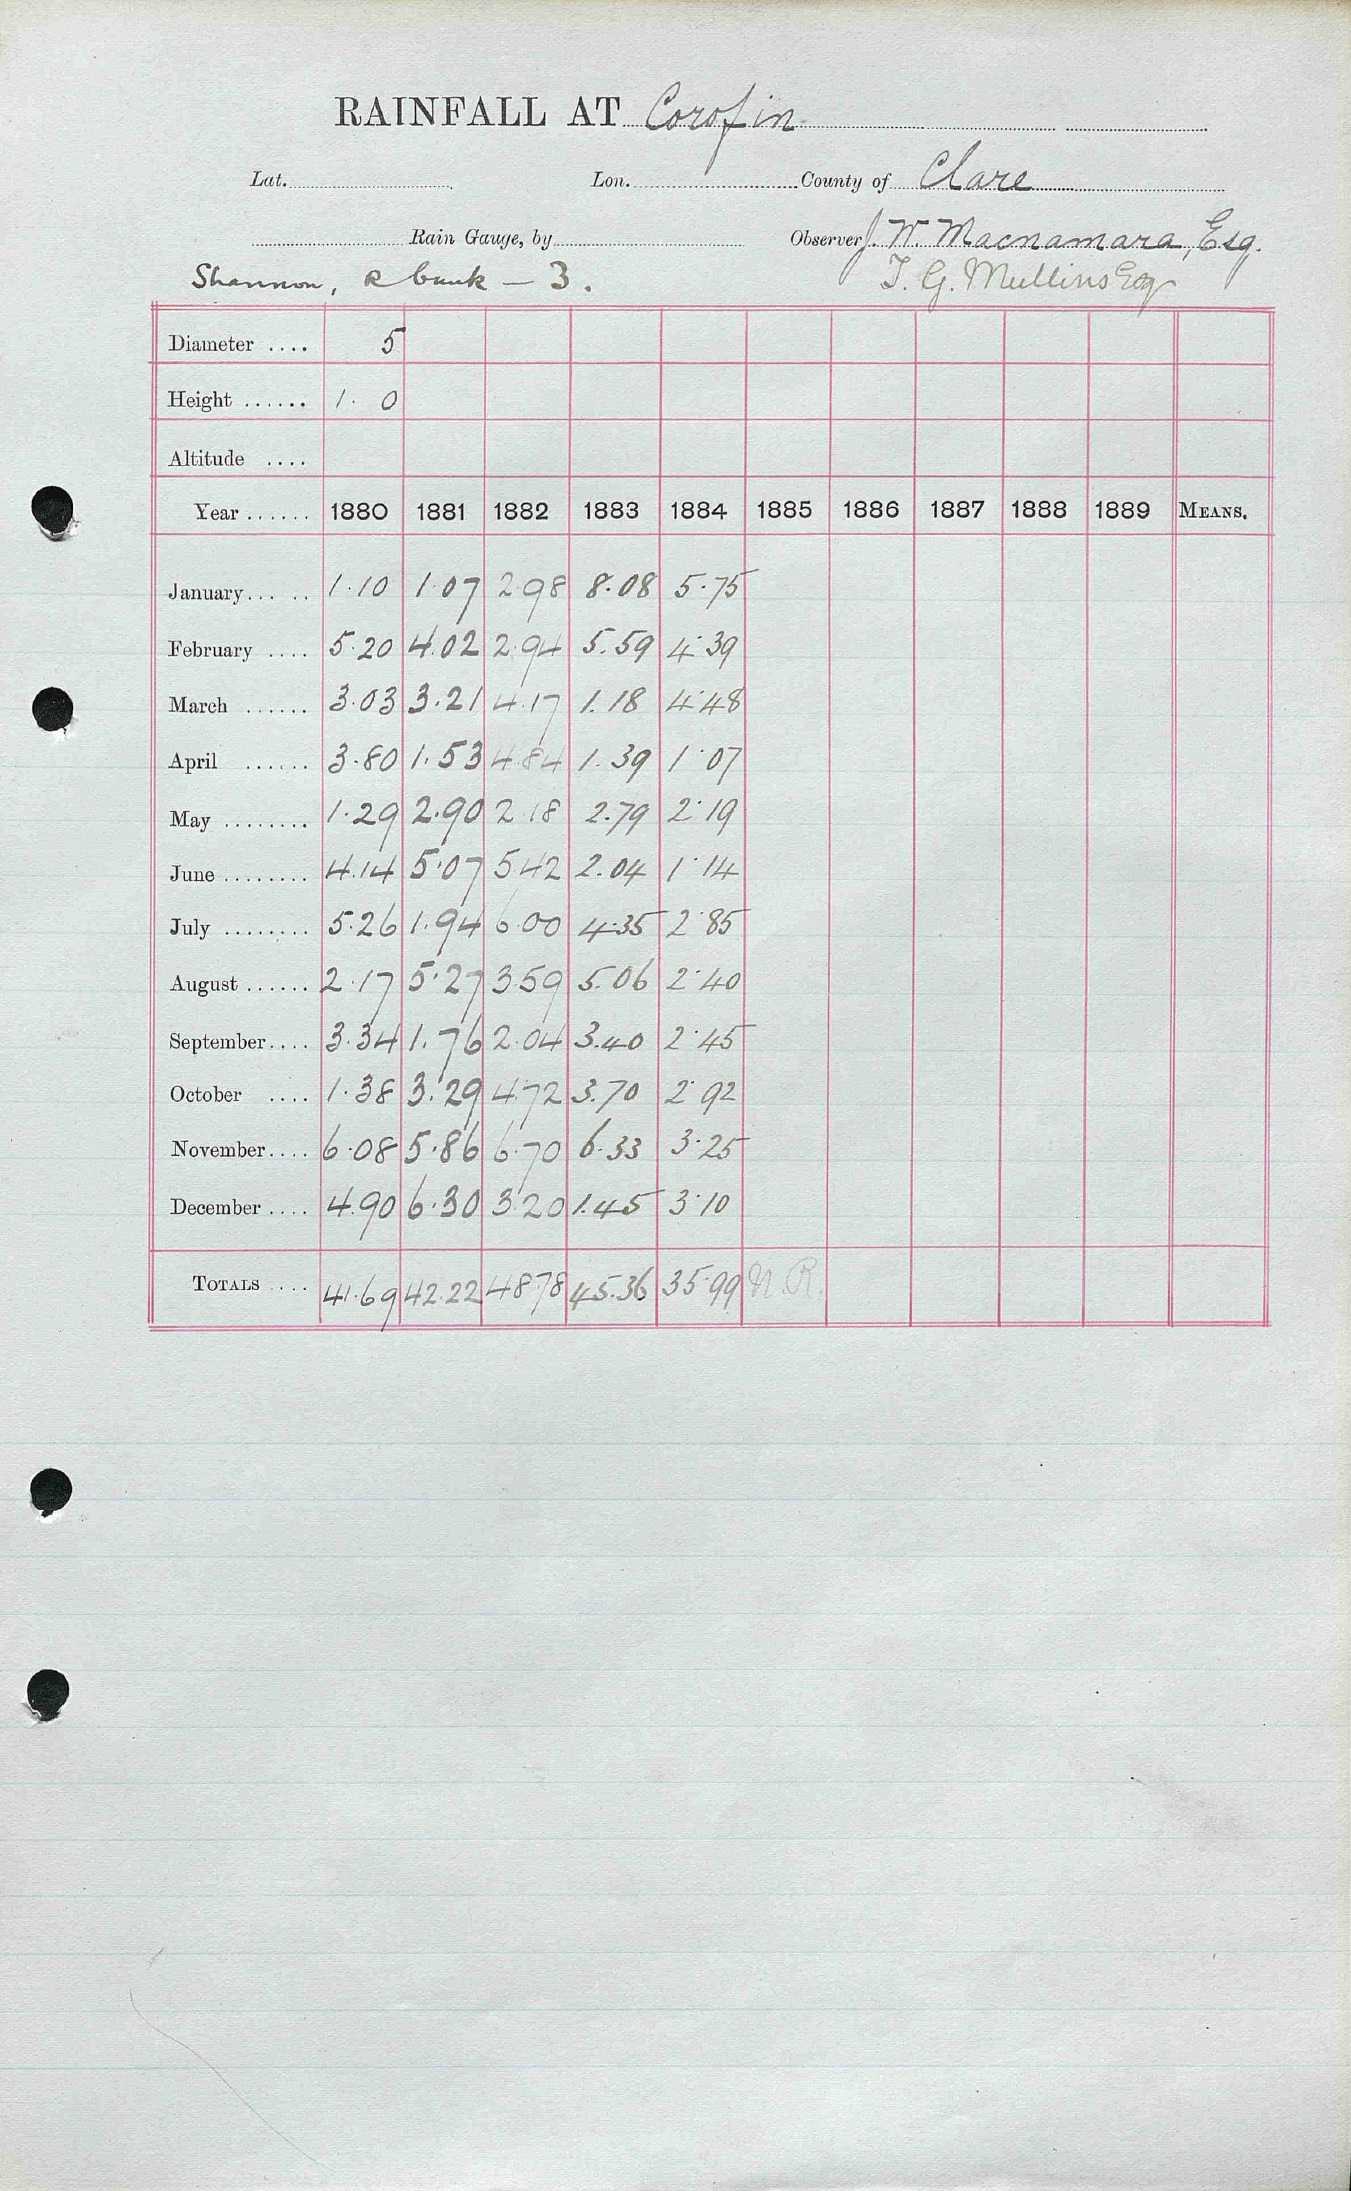 RAINFALL AT Corofin
Lat. Lon. County of Clare
Rain Gauge, by Observer J. W. Macnamara, Esq.
Shannon, R bank — 3. T. G. Mullins Esq
Diameter .... 5
Height ...... 1. 0
Altitude ....
Year ...... 1880 1881 1882 1883 1884 1885 1886 1887 1888 1889 MEANS.
January... .. 1.10 1.07 2.98 8.08 5.75
February .... 5.20 4.02 2.94 5.59 4.39
March ...... 3.03 3.21 4.17 1.18 4.48
April ...... 3.80 1.53 4.84 1.39 1.07
May ........ 1.29 2.90 2.18 2.79 2.19
June ........ 4.14 5.07 5.42 2.04 1.14
July ........ 5.26 1.94 6.00 4.35 2.85
August ...... 2.17 5.27 3.59 5.06 2.40
September.... 3.34 1.76 2.04 3.40 2.45
October .... 1.38 3.29 4.72 3.70 2.92
November.... 6.08 5.86 6.70 6.33 3.25
December .... 4.90 6.30 3.20 1.45 3.10
TOTALS .... 41.69 42.22 48.78 45.36 35.99 N.R.